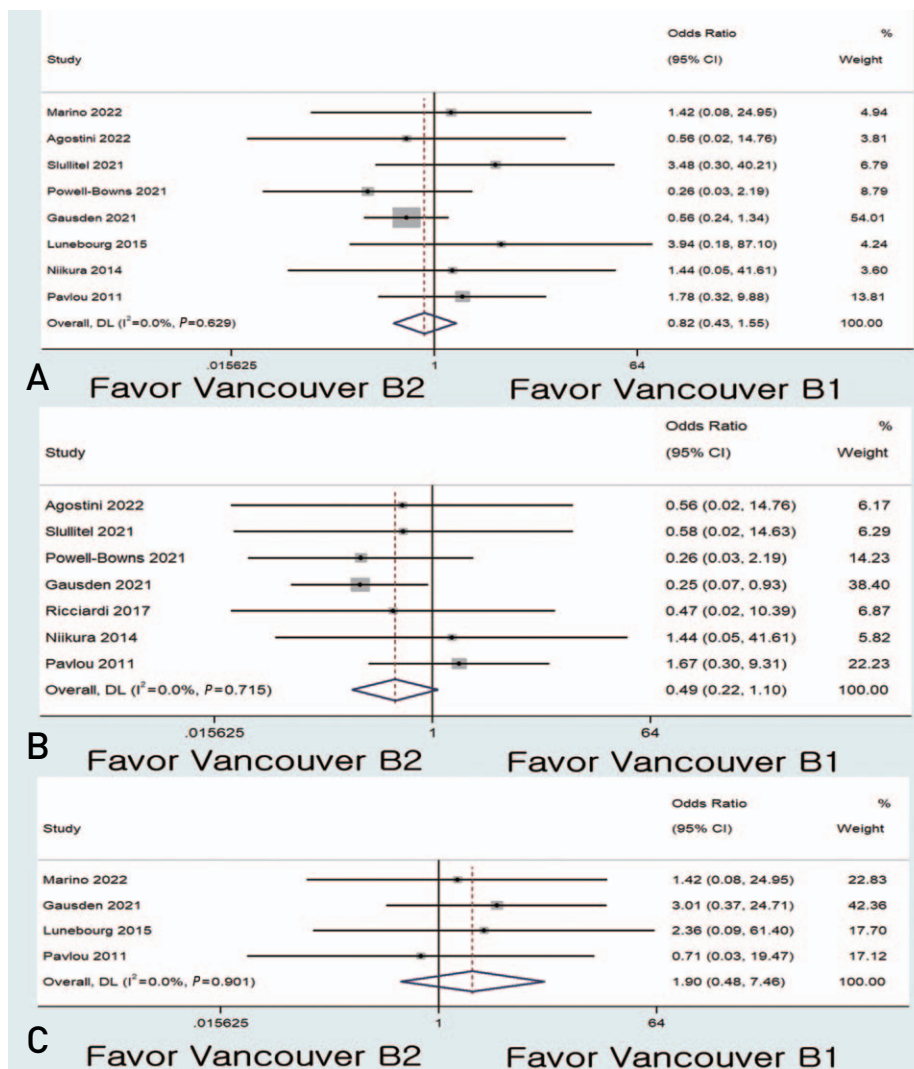 Odds Ratio %
Study (95% CI) Weight
Marino 2022 1.42 (0.08, 24.95) 4.94
Agostini 2022 0.56 (0.02, 14.76) 3.81
Slullitel 2021 3.48 (0.30, 40.21) 6.79
Powell-Bowns 2021 0.26 (0.03, 2.19) 8.79
Gausden 2021 0.56 (0.24, 1.34) 54.01
Lunebourg 2015 3.94 (0.18, 87.10) 4.24
Niikura 2014 1.44 (0.05, 41.61) 3.60
Pavlou 2011 1.78 (0.32, 9.88) 13.81
Overall, DL (I²=0.0%, P=0.629) 0.82 (0.43, 1.55) 100.00
.015625 1 64
A Favor Vancouver B2 Favor Vancouver B1
Odds Ratio %
Study (95% CI) Weight
Agostini 2022 0.56 (0.02, 14.76) 6.17
Slullitel 2021 0.58 (0.02, 14.63) 6.29
Powell-Bowns 2021 0.26 (0.03, 2.19) 14.23
Gausden 2021 0.25 (0.07, 0.93) 38.40
Ricciardi 2017 0.47 (0.02, 10.39) 6.87
Niikura 2014 1.44 (0.05, 41.61) 5.82
Pavlou 2011 1.67 (0.30, 9.31) 22.23
Overall, DL (I²=0.0%, P=0.715) 0.49 (0.22, 1.10) 100.00
.015625 1 64
B Favor Vancouver B2 Favor Vancouver B1
Odds Ratio %
Study (95% CI) Weight
Marino 2022 1.42 (0.08, 24.95) 22.83
Gausden 2021 3.01 (0.37, 24.71) 42.36
Lunebourg 2015 2.36 (0.09, 61.40) 17.70
Pavlou 2011 0.71 (0.03, 19.47) 17.12
Overall, DL (I²=0.0%, P=0.901) 1.90 (0.48, 7.46) 100.00
.015625 1 64
C Favor Vancouver B2 Favor Vancouver B1